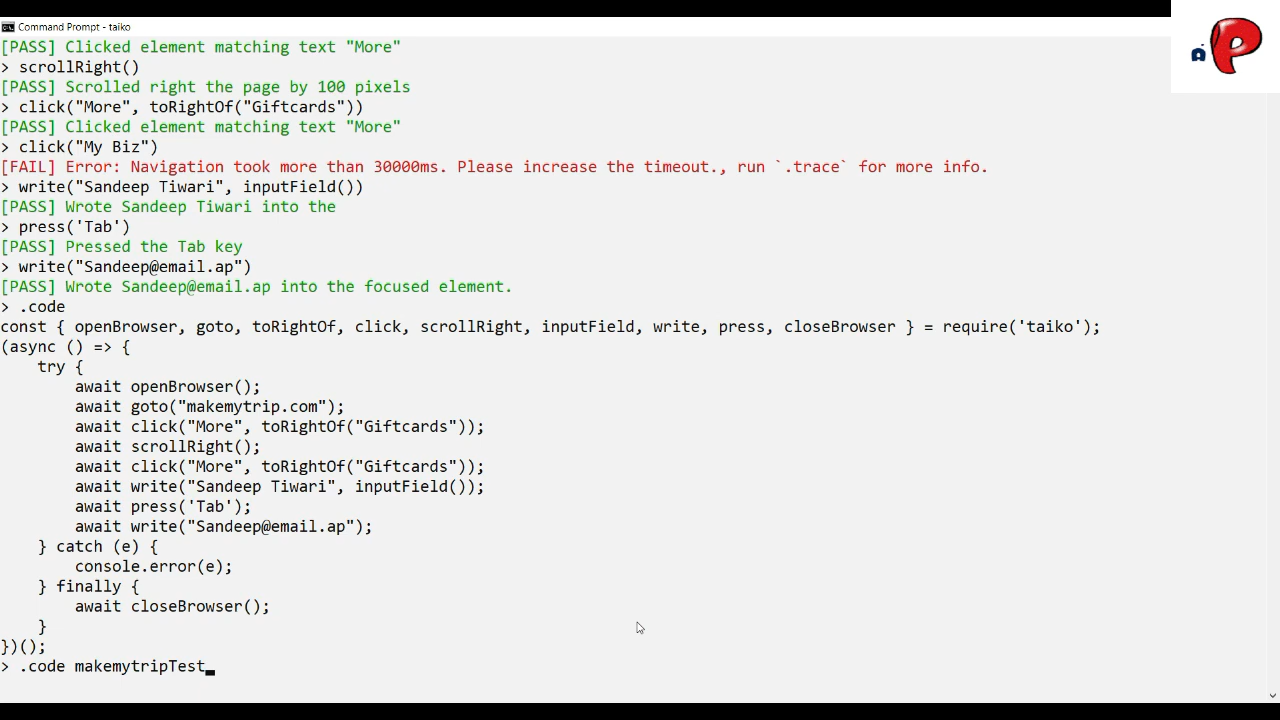 Command Prompt - taiko
[PASS] Clicked element matching text "More"
> scrollRight()
[PASS] Scrolled right the page by 100 pixels
> click("More", toRightOf("Giftcards"))
[PASS] Clicked element matching text "More"
> click("My Biz")
[FAIL] Error: Navigation took more than 30000ms. Please increase the timeout., run `.trace` for more info.
> write("Sandeep Tiwari", inputField())
[PASS] Wrote Sandeep Tiwari into the
> press('Tab')
[PASS] Pressed the Tab key
> write("Sandeep@email.ap")
[PASS] Wrote Sandeep@email.ap into the focused element.
> .code
const { openBrowser, goto, toRightOf, click, scrollRight, inputField, write, press, closeBrowser } = require('taiko');
(async () => {
    try {
        await openBrowser();
        await goto("makemytrip.com");
        await click("More", toRightOf("Giftcards"));
        await scrollRight();
        await click("More", toRightOf("Giftcards"));
        await write("Sandeep Tiwari", inputField());
        await press('Tab');
        await write("Sandeep@email.ap");
    } catch (e) {
        console.error(e);
    } finally {
        await closeBrowser();
    }
})();
> .code makemytripTest